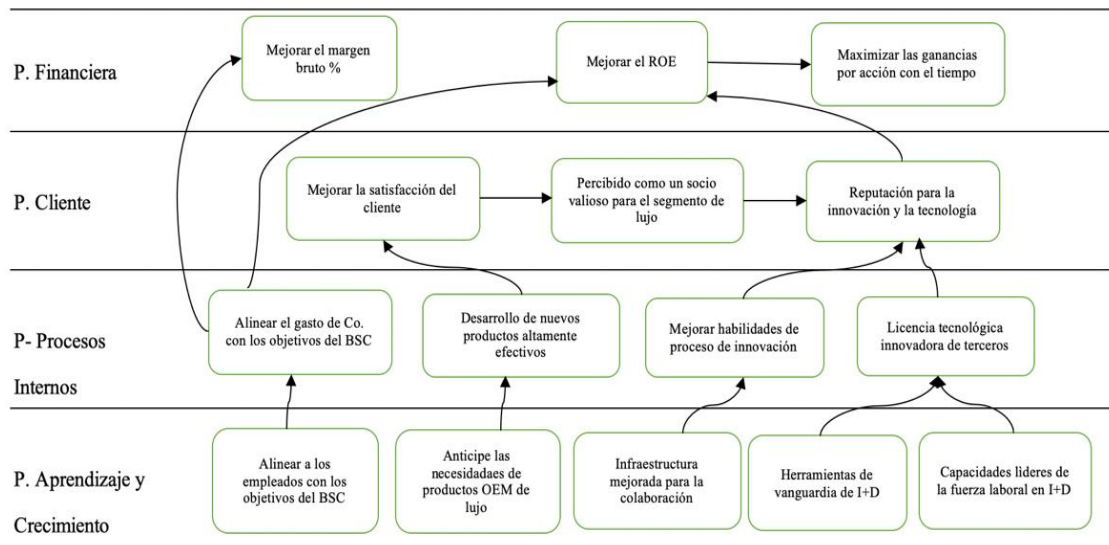 P. Financiera
Mejorar el margen
bruto %
Mejorar el ROE
Maximizar las ganancias
por acción con el tiempo
P. Cliente
Mejorar la satisfacción del
cliente
Percibido como un socio
valioso para el segmento de
lujo
Reputación para la
innovación y la tecnología
P- Procesos
Internos
Alinear el gasto de Co.
con los objetivos del BSC
Desarrollo de nuevos
productos altamente
efectivos
Mejorar habilidades de
proceso de innovación
Licencia tecnológica
innovadora de terceros
P. Aprendizaje y
Crecimiento
Alinear a los
empleados con los
objetivos del BSC
Anticipe las
necesidadaes de
productos OEM de
lujo
Infraestructura
mejorada para la
colaboración
Herramientas de
vanguardia de I+D
Capacidades lìderes de
la fuerza laboral en I+D